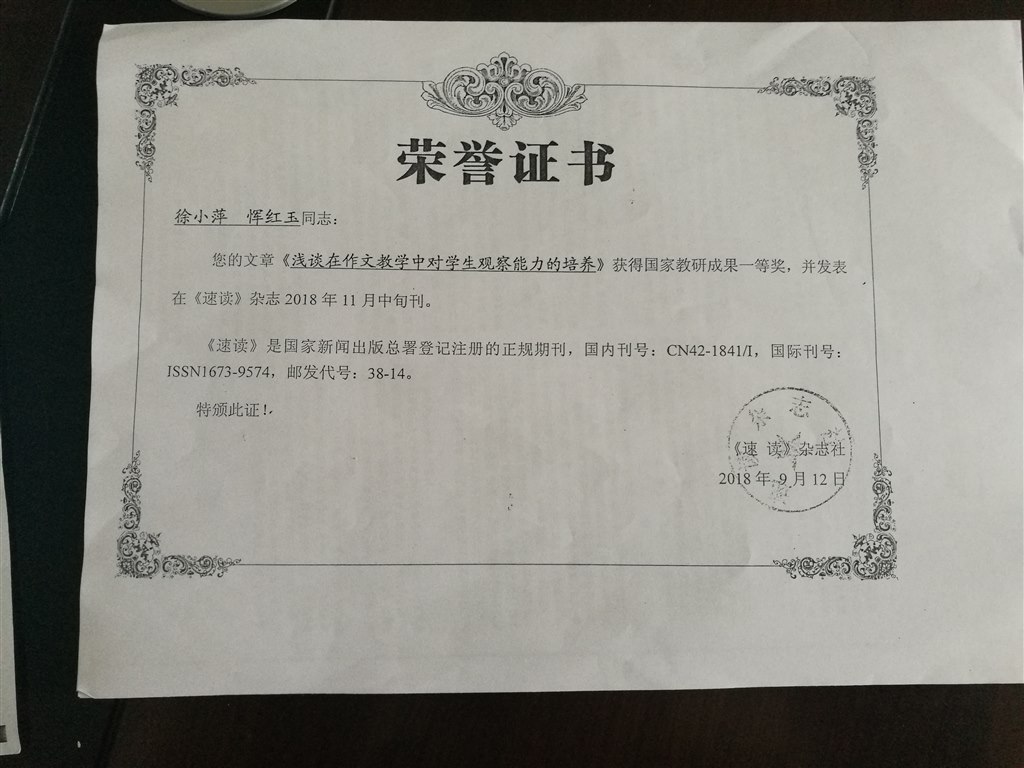 荣誉证书
徐小萍 恽红玉同志：
您的文章《浅谈在作文教学中对学生观察能力的培养》获得国家教研成果一等奖，并发表
在《速读》杂志 2018 年 11 月中旬刊。
《速读》是国家新闻出版总署登记注册的正规期刊，国内刊号：CN42-1841/I，国际刊号：
ISSN1673-9574，邮发代号：38-14。
特颁此证！
《速 读》杂志社
2018 年 9 月 12 日